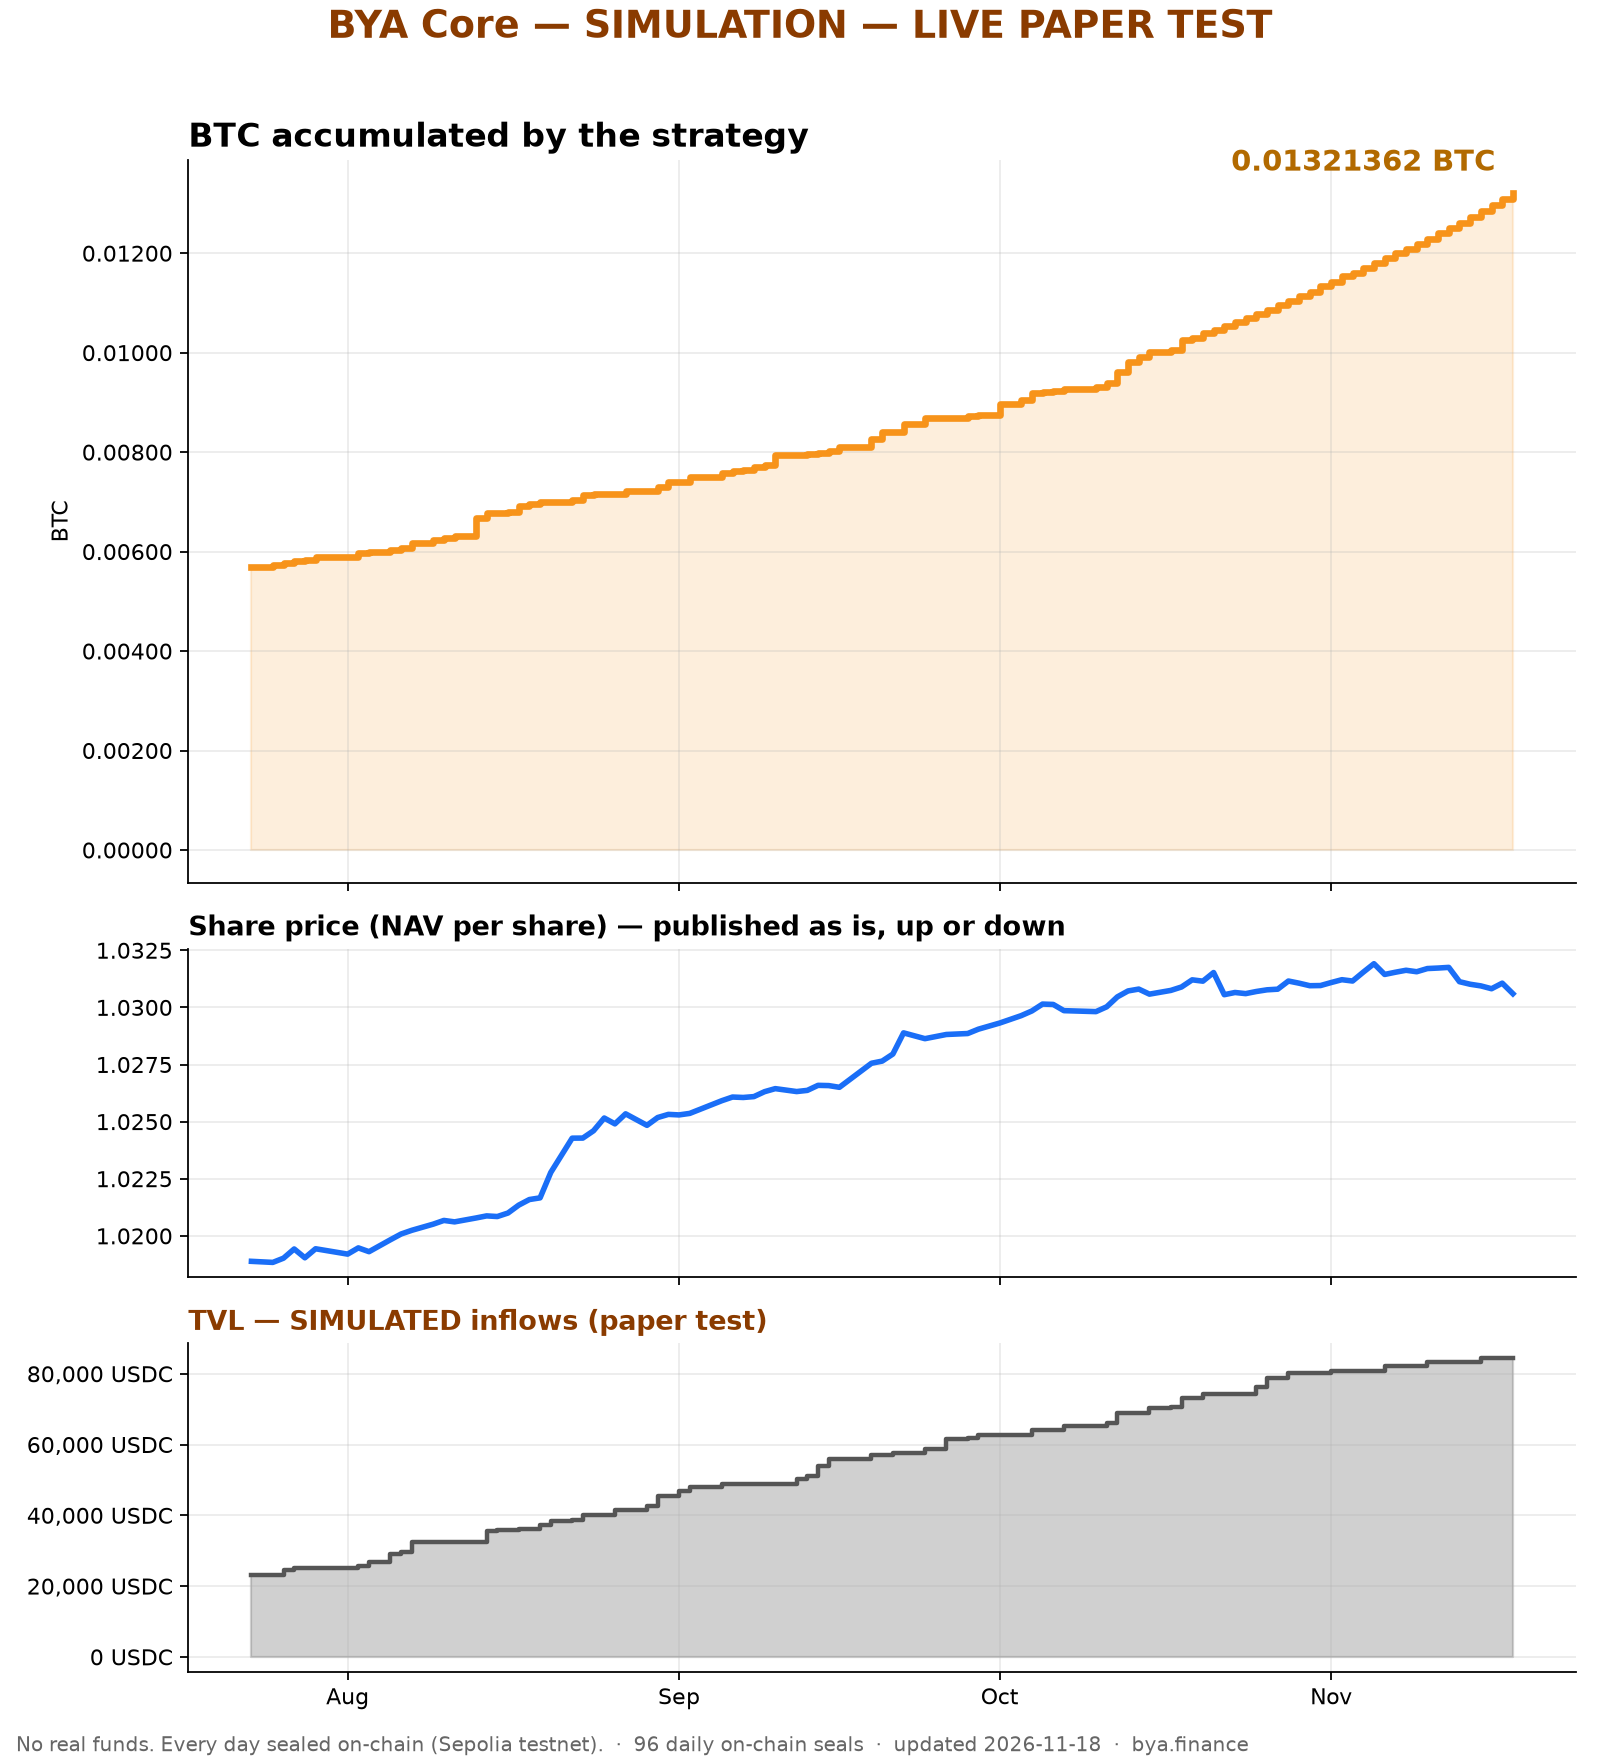 BYA Core — SIMULATION — LIVE PAPER TEST
BTC accumulated by the strategy
0.01321362 BTC
0.01200
0.01000
0.00800
0.00600
0.00400
0.00200
0.00000
BTC
Share price (NAV per share) — published as is, up or down
1.0325
1.0300
1.0275
1.0250
1.0225
1.0200
TVL — SIMULATED inflows (paper test)
80,000 USDC
60,000 USDC
40,000 USDC
20,000 USDC
0 USDC
Aug Sep Oct Nov
No real funds. Every day sealed on-chain (Sepolia testnet). · 96 daily on-chain seals · updated 2026-11-18 · bya.finance